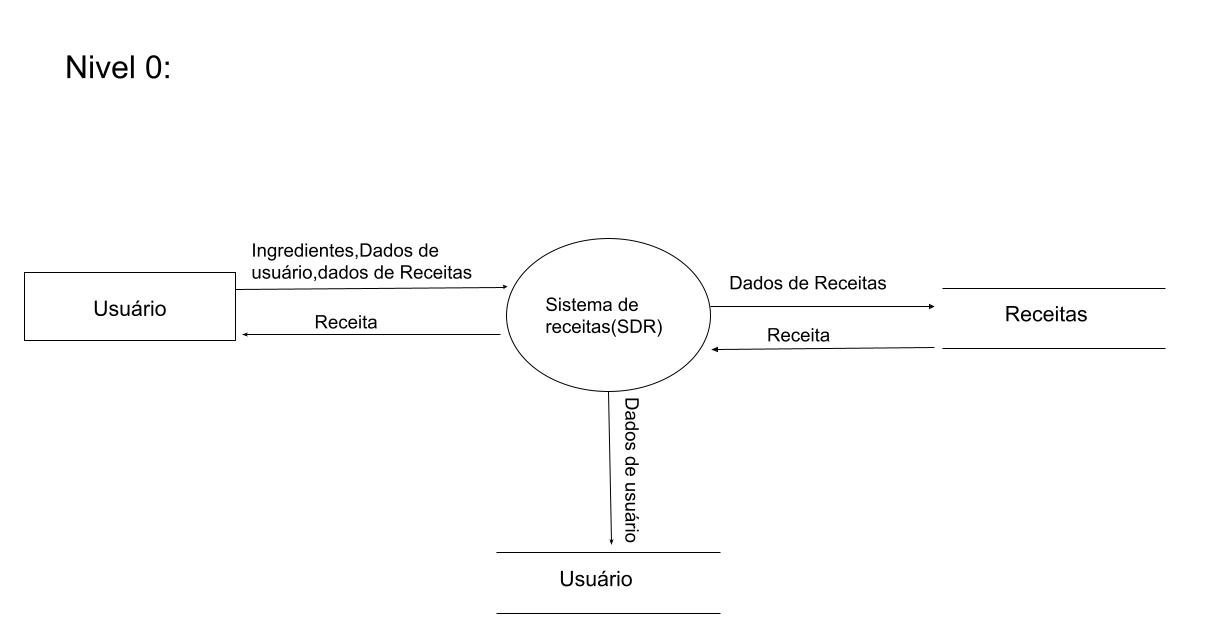 Nivel 0:
Ingredientes,Dados de
usuário,dados de Receitas
Usuário
Receita
Sistema de
receitas(SDR)
Dados de Receitas
Receitas
Receita
Dados de usuário
Usuário